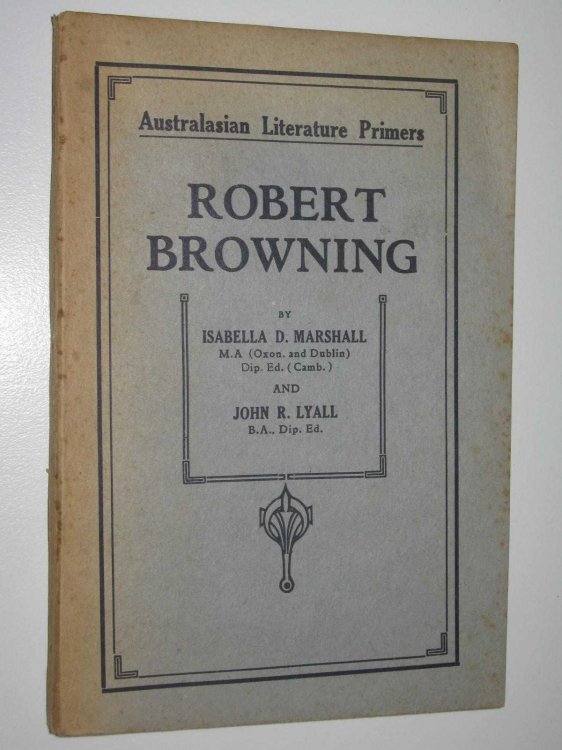 Australasian Literature Primers
ROBERT
BROWNING
BY
ISABELLA D. MARSHALL
M.A (Oxon. and Dublin)
Dip. Ed. (Camb.)
AND
JOHN R. LYALL
B.A., Dip. Ed.